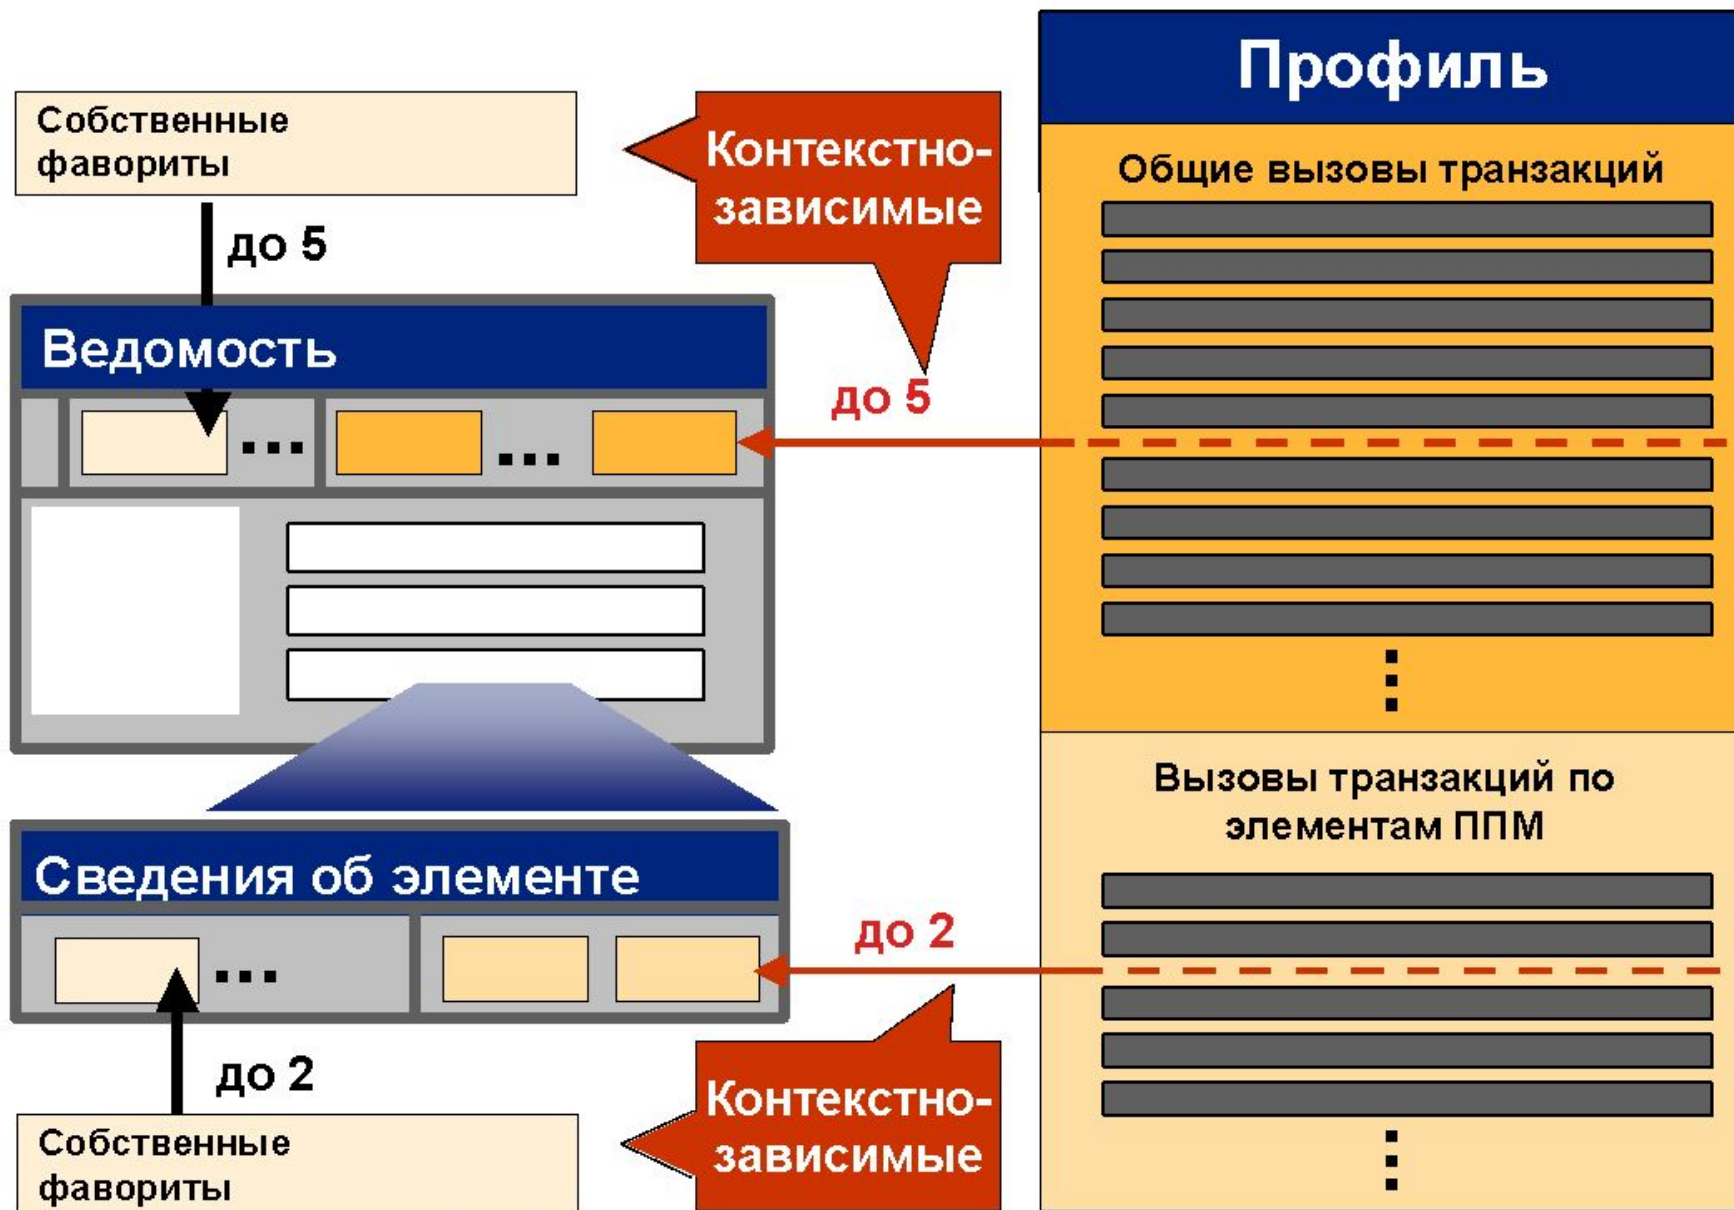 Профиль
Собственные
фавориты
Контекстно-
зависимые
Общие вызовы транзакций
до 5
Ведомость
до 5
...
...
Вызовы транзакций по
элементам ППМ
Сведения об элементе
до 2
...
до 2
Контекстно-
зависимые
Собственные
фавориты